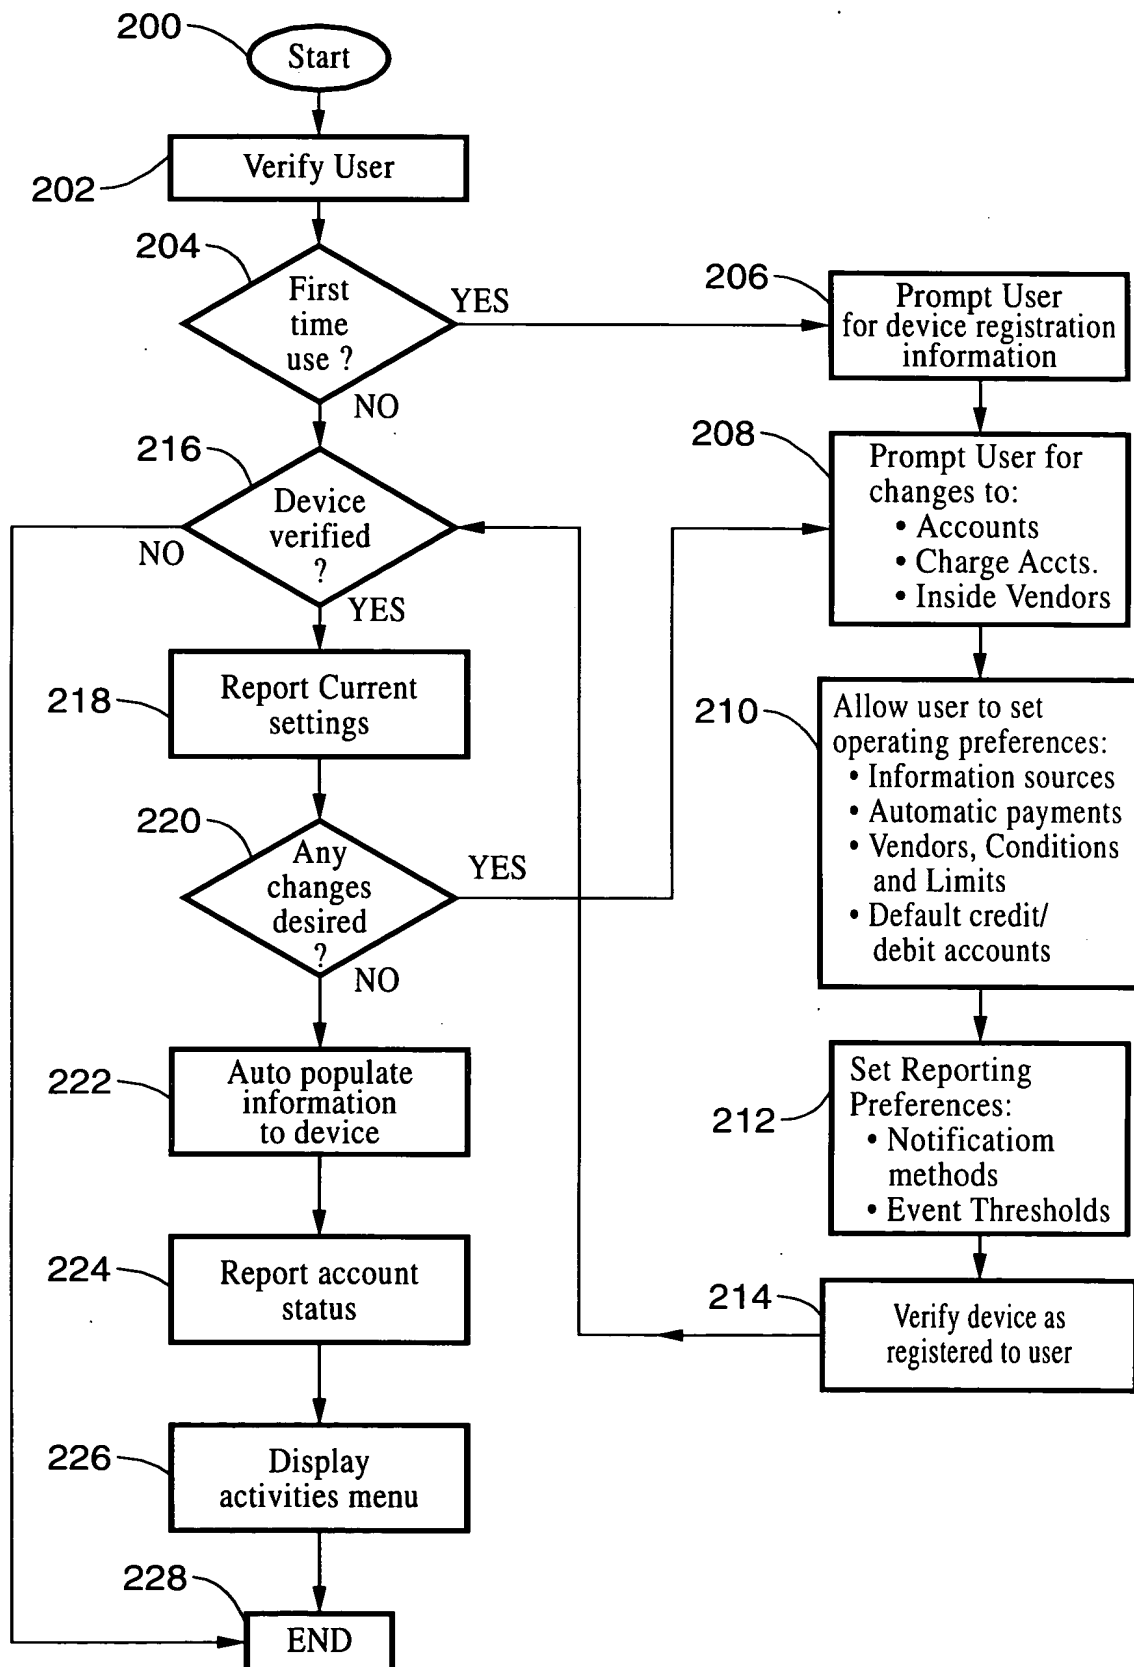 200
Start
202
Verify User
204
First
time
use ?
YES
NO
206
Prompt User
for device registration
information
208
Prompt User for
changes to:
• Accounts
• Charge Accts.
• Inside Vendors
210
Allow user to set
operating preferences:
• Information sources
• Automatic payments
• Vendors, Conditions
and Limits
• Default credit/
debit accounts
212
Set Reporting
Preferences:
• Notificatiom
methods
• Event Thresholds
214
Verify device as
registered to user
216
Device
verified
?
NO
YES
218
Report Current
settings
220
Any
changes
desired
?
YES
NO
222
Auto populate
information
to device
224
Report account
status
226
Display
activities menu
228
END